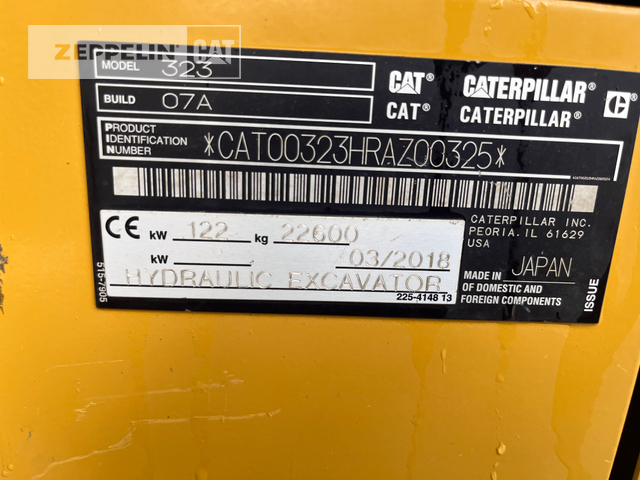 ZEPPELIN CAT
MODEL 323
BUILD 07A
CAT® CATERPILLAR® C
CAT® CATERPILLAR®
PRODUCT IDENTIFICATION NUMBER *CAT00323HRAZ00325*
CE kW 122 kg 22600
kW 03/2018
HYDRAULIC EXCAVATOR
515-7905
225-4148 13
CATERPILLAR INC.
PEORIA. IL 61629
USA
MADE IN JAPAN
OF DOMESTIC AND
FOREIGN COMPONENTS
ISSUE